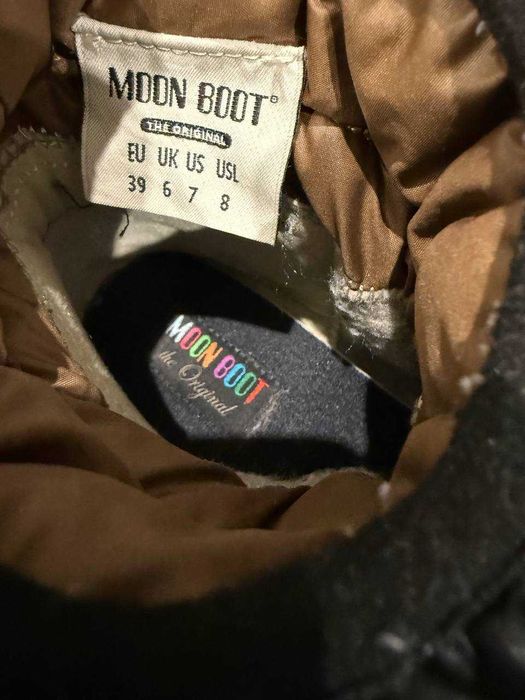 MOON BOOT®
THE ORIGINAL
EU UK US USL
39 6 7 8
MOON BOOT
the Original